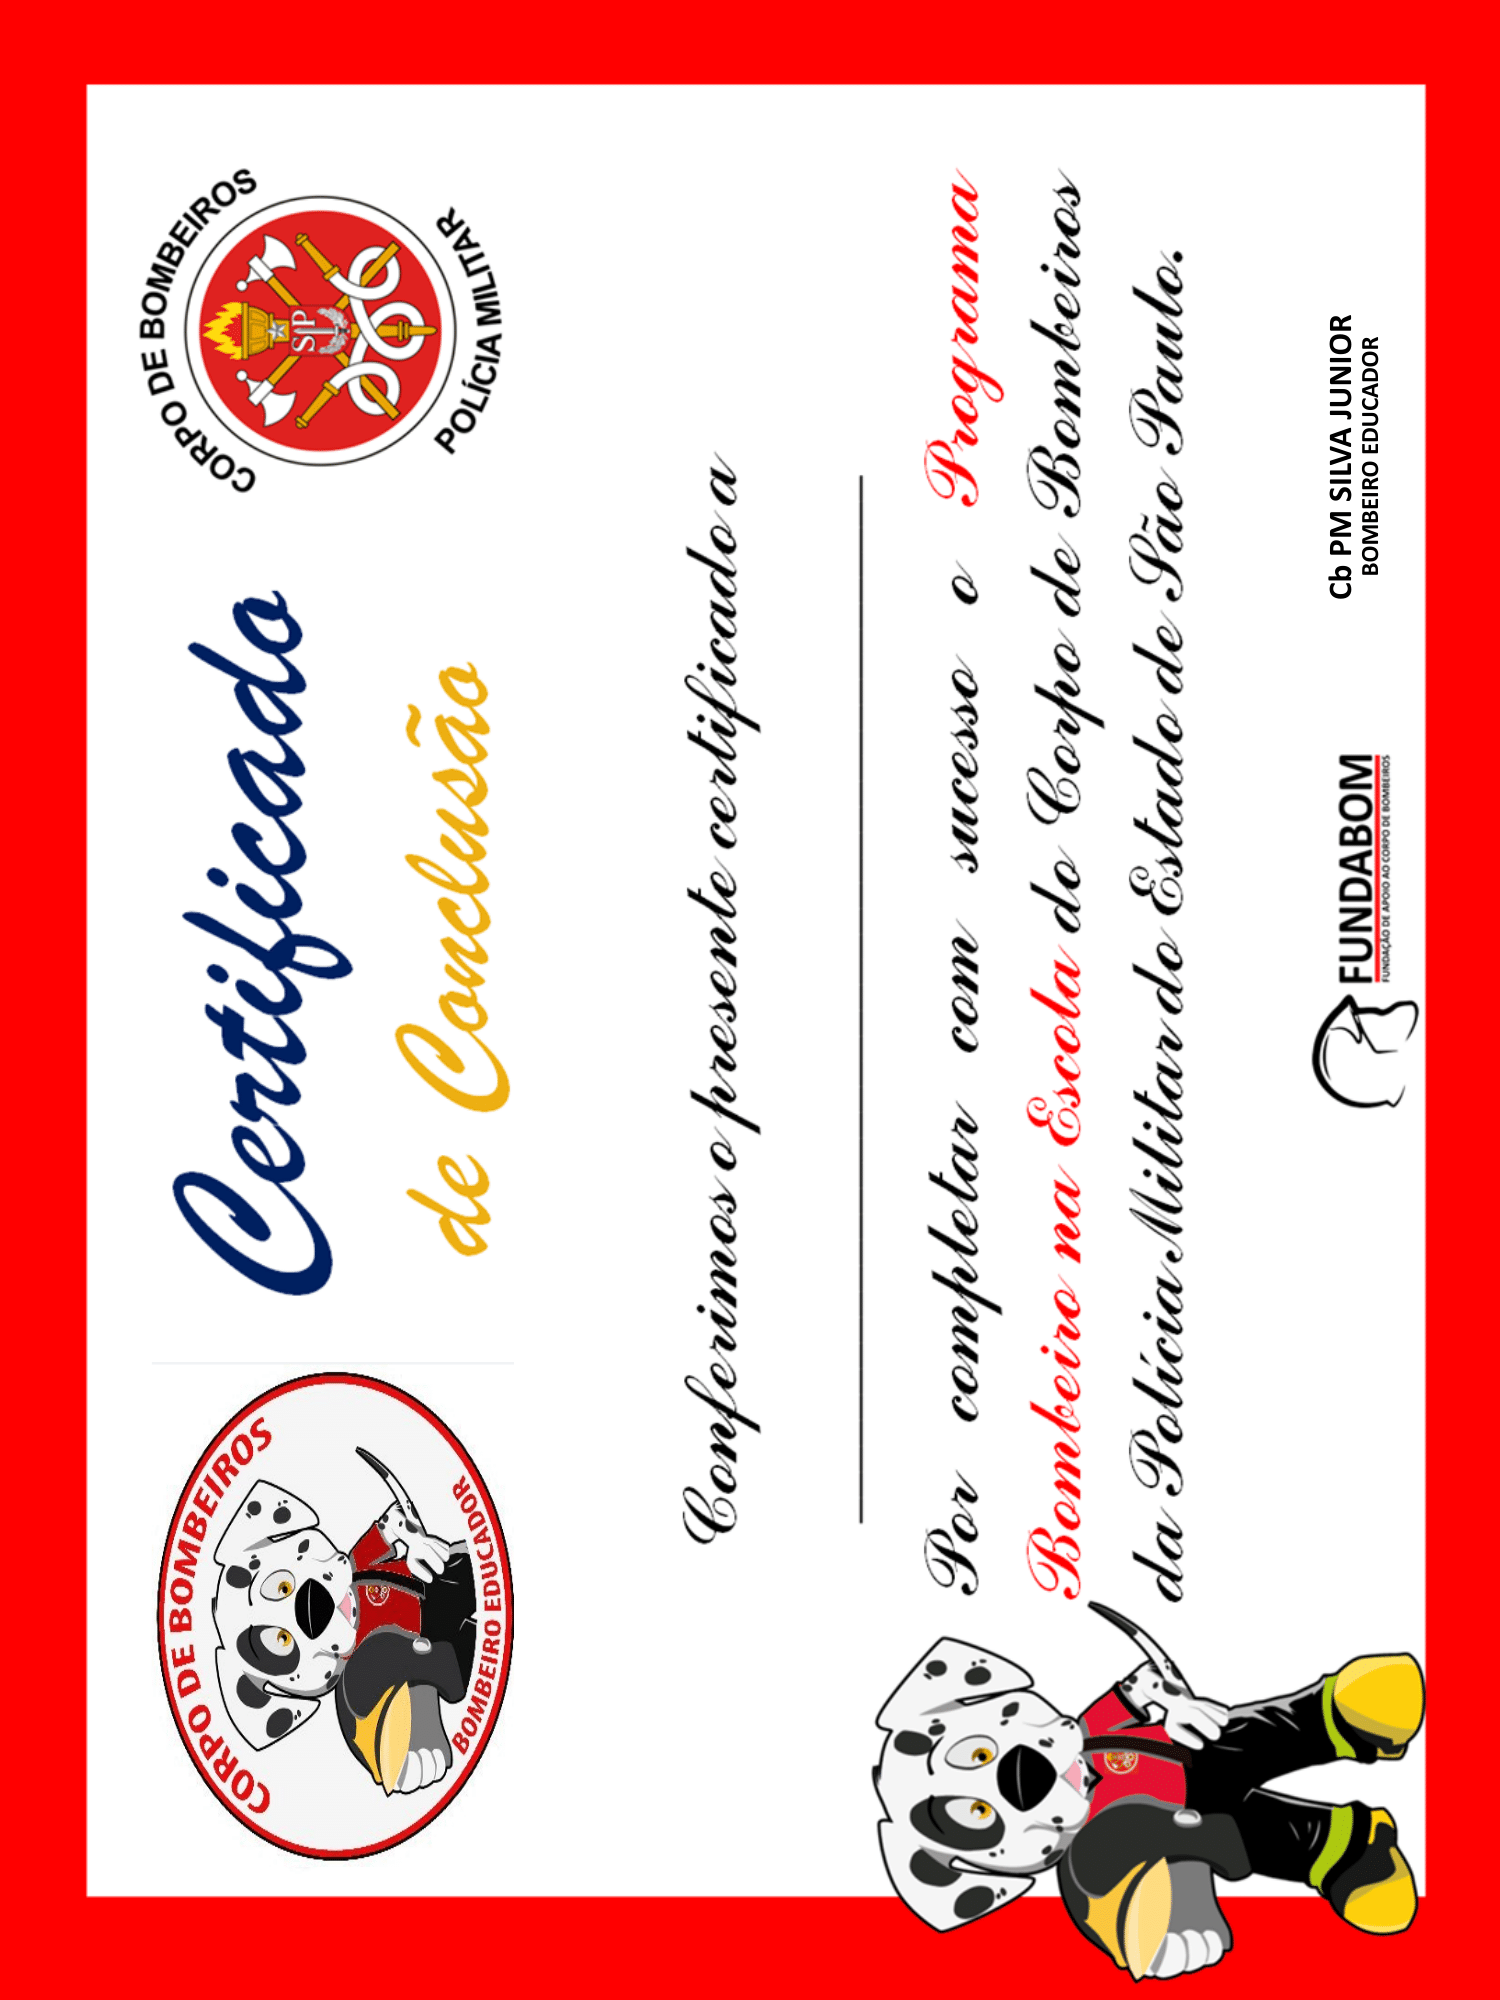 CORPO DE BOMBEIROS
BOMBEIRO EDUCADOR
Certificado
de Conclusão
CORPO DE BOMBEIROS
SP
POLÍCIA MILITAR
Conferimos o presente certificado a
Por completar com sucesso o Programa
Bombeiro na Escola do Corpo de Bombeiros
da Polícia Militar do Estado de São Paulo.
FUNDABOM
FUNDAÇÃO DE APOIO AO CORPO DE BOMBEIROS
Cb PM SILVA JUNIOR
BOMBEIRO EDUCADOR